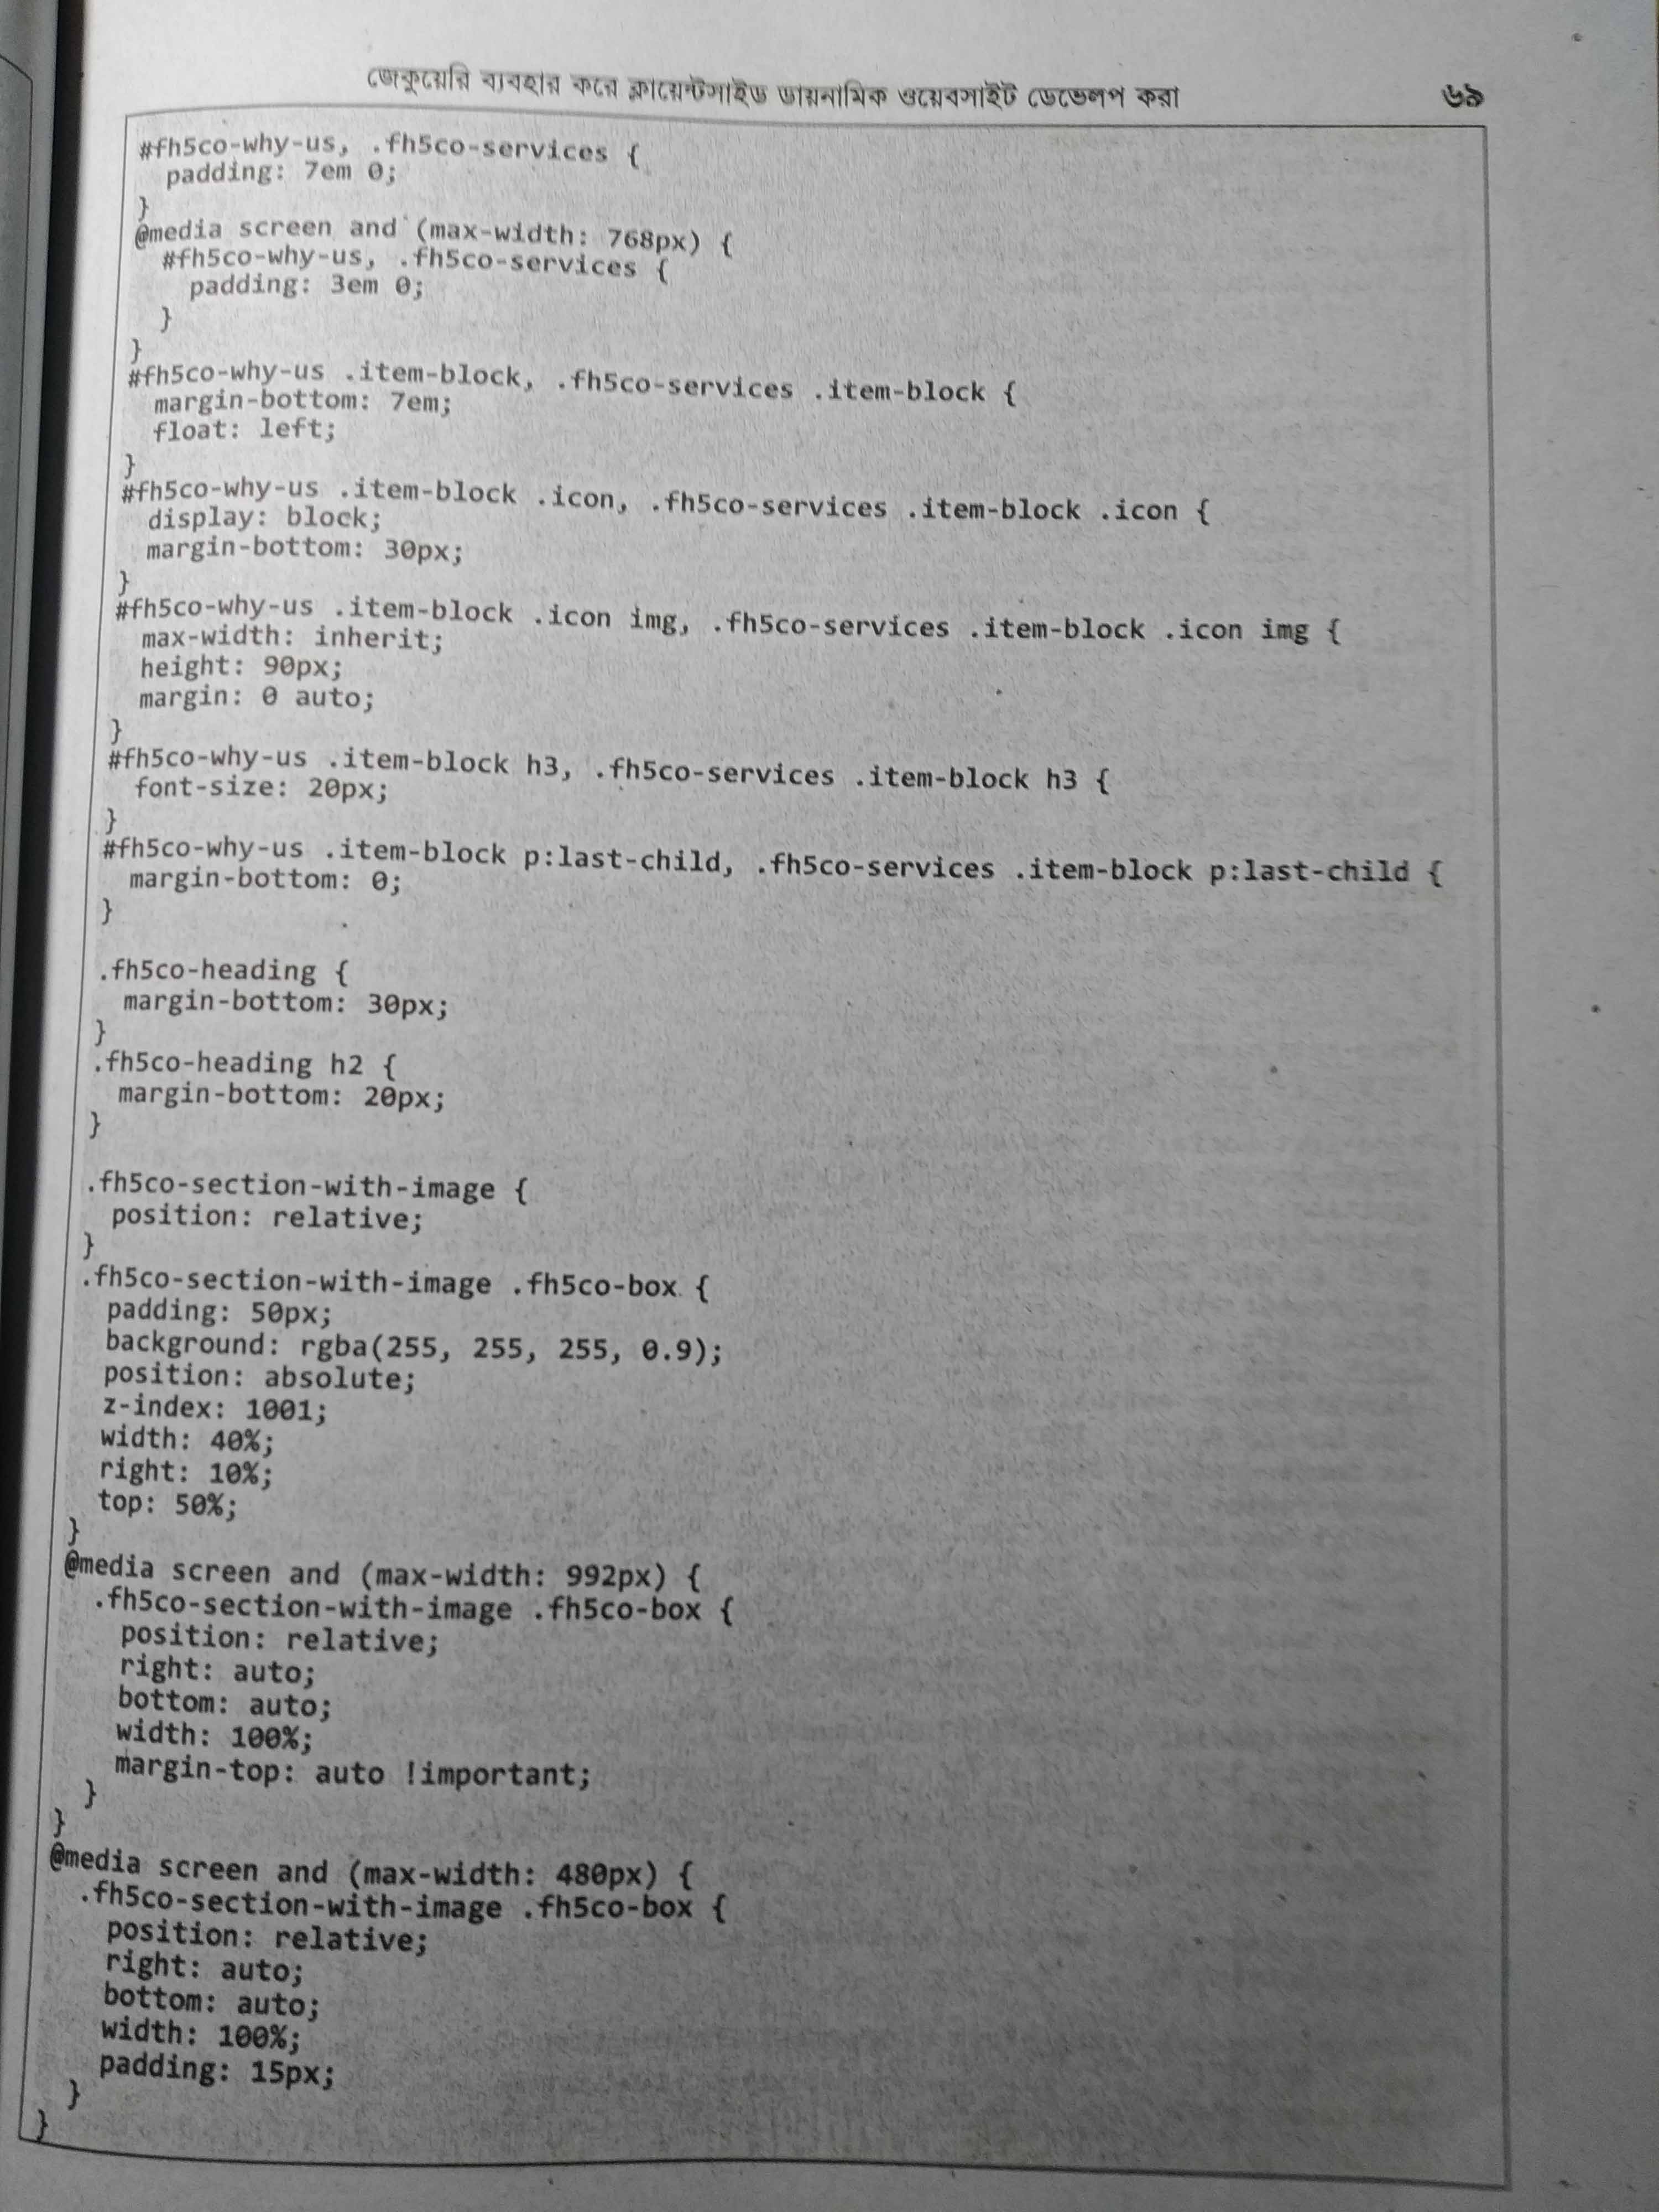 জেকুয়েরি ব্যবহার করে ক্লায়েন্টসাইড ডায়নামিক ওয়েবসাইট ডেভেলপ করা ৬৯
#fh5co-why-us, .fh5co-services {
  padding: 7em 0;
}
@media screen and (max-width: 768px) {
  #fh5co-why-us, .fh5co-services {
    padding: 3em 0;
  }
}
#fh5co-why-us .item-block, .fh5co-services .item-block {
  margin-bottom: 7em;
  float: left;
}
#fh5co-why-us .item-block .icon, .fh5co-services .item-block .icon {
  display: block;
  margin-bottom: 30px;
}
#fh5co-why-us .item-block .icon img, .fh5co-services .item-block .icon img {
  max-width: inherit;
  height: 90px;
  margin: 0 auto;
}
#fh5co-why-us .item-block h3, .fh5co-services .item-block h3 {
  font-size: 20px;
}
#fh5co-why-us .item-block p:last-child, .fh5co-services .item-block p:last-child {
  margin-bottom: 0;
}
.fh5co-heading {
  margin-bottom: 30px;
}
.fh5co-heading h2 {
  margin-bottom: 20px;
}
.fh5co-section-with-image {
  position: relative;
}
.fh5co-section-with-image .fh5co-box {
  padding: 50px;
  background: rgba(255, 255, 255, 0.9);
  position: absolute;
  z-index: 1001;
  width: 40%;
  right: 10%;
  top: 50%;
}
@media screen and (max-width: 992px) {
  .fh5co-section-with-image .fh5co-box {
    position: relative;
    right: auto;
    bottom: auto;
    width: 100%;
    margin-top: auto !important;
  }
}
@media screen and (max-width: 480px) {
  .fh5co-section-with-image .fh5co-box {
    position: relative;
    right: auto;
    bottom: auto;
    width: 100%;
    padding: 15px;
  }
}